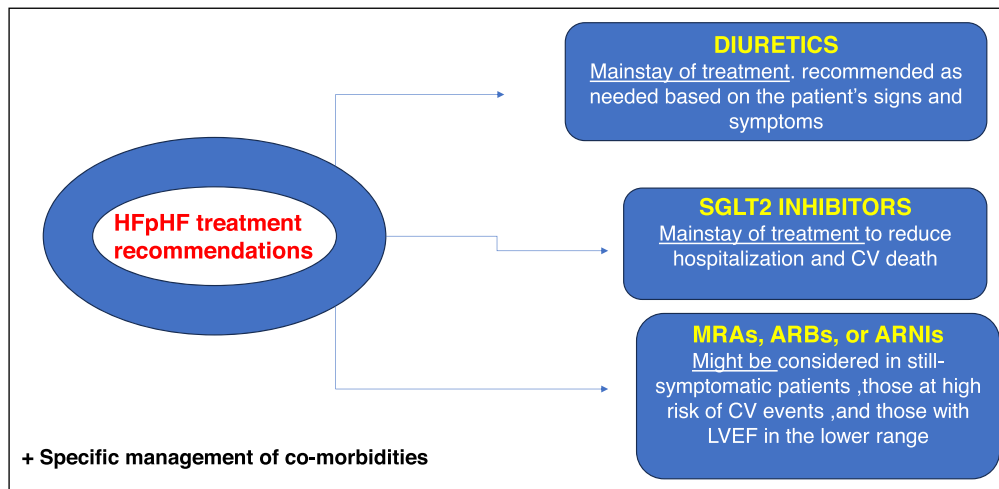 HFpHF treatment
recommendations
DIURETICS
Mainstay of treatment. recommended as
needed based on the patient's signs and
symptoms
SGLT2 INHIBITORS
Mainstay of treatment to reduce
hospitalization and CV death
MRAs, ARBs, or ARNIs
Might be considered in still-
symptomatic patients ,those at high
risk of CV events ,and those with
LVEF in the lower range
+ Specific management of co-morbidities